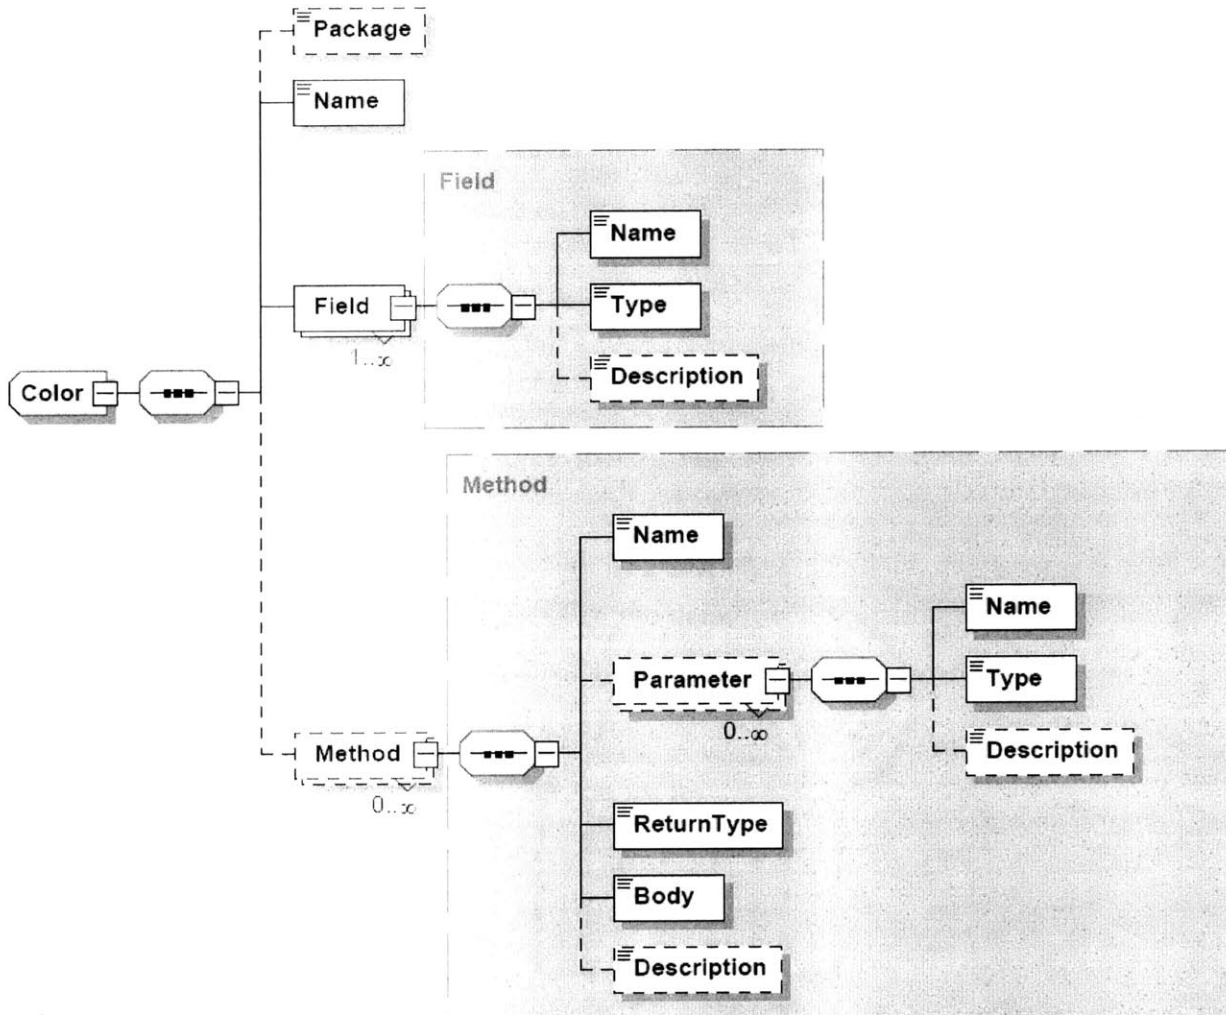 Package
Name
Field
Name
Field
Type
1..∞
Description
Color
Method
Name
Name
Parameter
Type
0..∞
Description
Method
0..∞
ReturnType
Body
Description